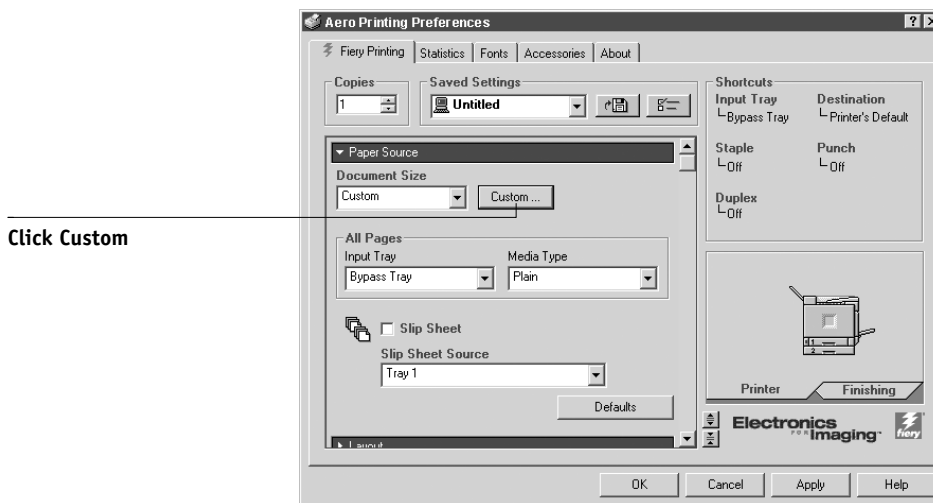 Aero Printing Preferences
Fiery Printing Statistics Fonts Accessories About
Copies
1
Saved Settings
Untitled
Paper Source
Document Size
Custom
Custom ...
Click Custom
All Pages
Input Tray
Bypass Tray
Media Type
Plain
Slip Sheet
Slip Sheet Source
Tray 1
Defaults
Layout
Shortcuts
Input Tray
Bypass Tray
Destination
Printer's Default
Staple
Off
Punch
Off
Duplex
Off
1
2
Printer
Finishing
Electronics
FOR Imaging
fiery
OK Cancel Apply Help